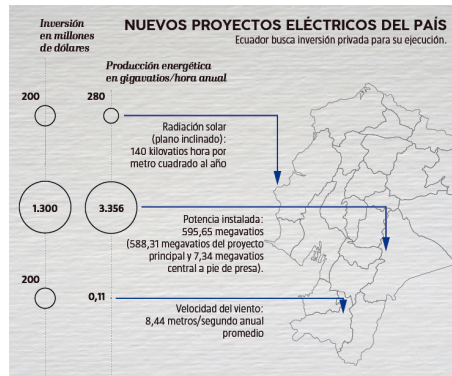 NUEVOS PROYECTOS ELÉCTRICOS DEL PAÍS
Ecuador busca inversión privada para su ejecución.
Inversión
en millones
de dólares
Producción energética
en gigavatios/hora anual
200
280
Radiación solar
(plano inclinado):
140 kilovatios hora por
metro cuadrado al año
1.300
3.356
Potencia instalada:
595,65 megavatios
(588,31 megavatios del proyecto
principal y 7,34 megavatios
central a pie de presa).
200
0,11
Velocidad del viento:
8,44 metros/segundo anual
promedio